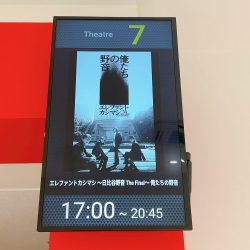 Theatre 7
俺たちの
野音
エレファント
カシマシ
エレファントカシマシ ～日比谷野音 The Final～ 俺たちの野音
17:00 ~ 20:45